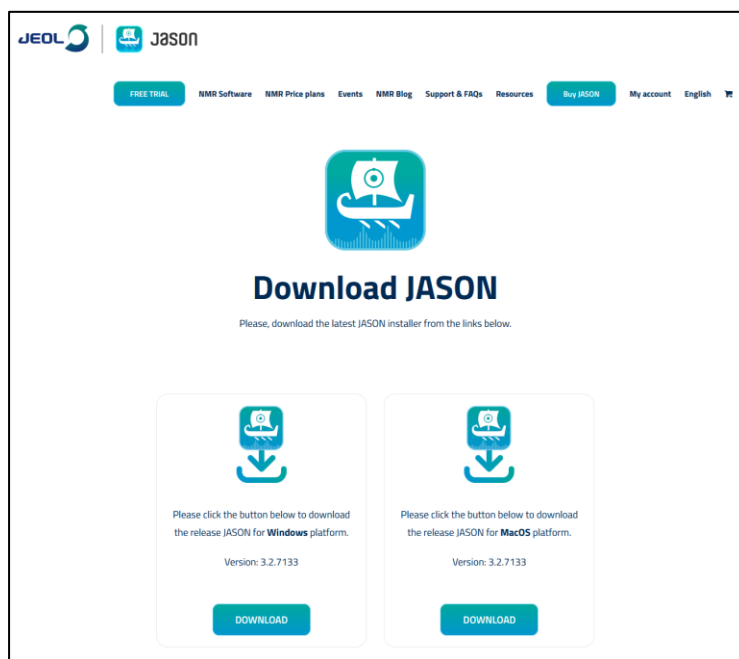 JEOL Jason
FREE TRIAL NMR Software NMR Price plans Events NMR Blog Support & FAQs Resources Buy JASON My account English
Download JASON
Please, download the latest JASON installer from the links below.
Please click the button below to download
the release JASON for Windows platform.
Version: 3.2.7133
DOWNLOAD
Please click the button below to download
the release JASON for MacOS platform.
Version: 3.2.7133
DOWNLOAD